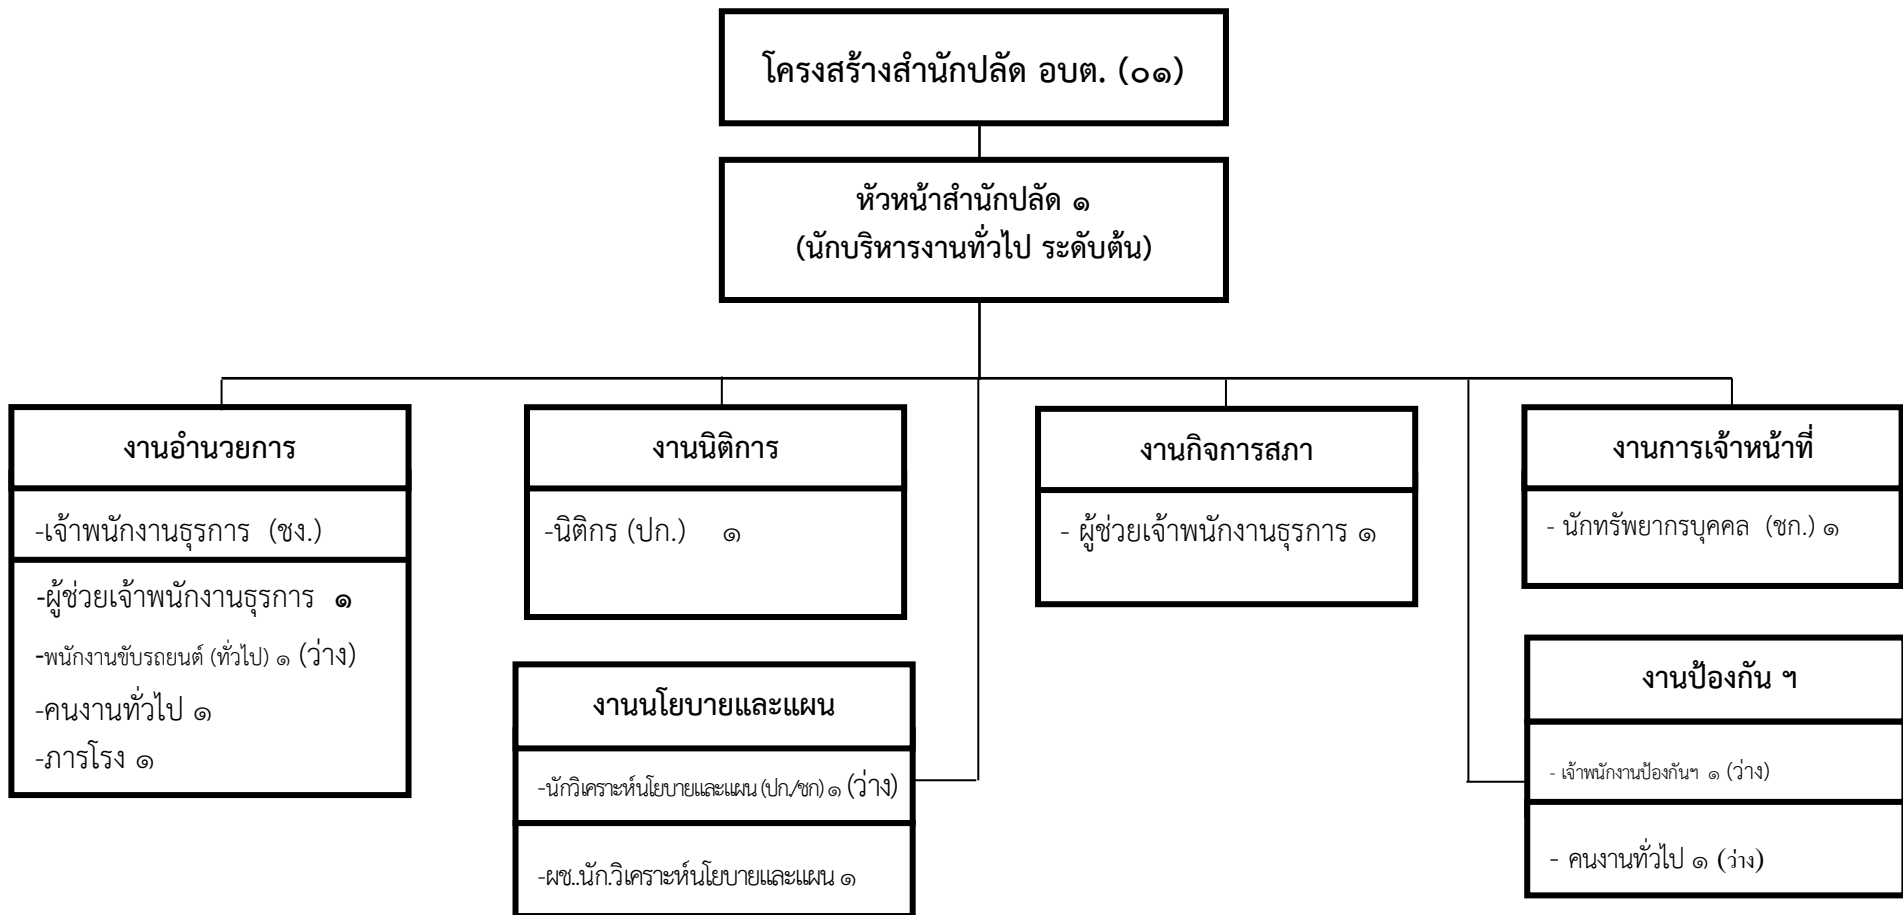 โครงสร้างสำนักปลัด อบต. (๐๑)
หัวหน้าสำนักปลัด ๑
(นักบริหารงานทั่วไป ระดับต้น)
งานอำนวยการ
-เจ้าพนักงานธุรการ (ชง.)
-ผู้ช่วยเจ้าพนักงานธุรการ ๑
-พนักงานขับรถยนต์ (ทั่วไป) ๑ (ว่าง)
-คนงานทั่วไป ๑
-ภารโรง ๑
งานนิติการ
-นิติกร (ปก.) ๑
งานกิจการสภา
- ผู้ช่วยเจ้าพนักงานธุรการ ๑
งานการเจ้าหน้าที่
- นักทรัพยากรบุคคล (ชก.) ๑
งานนโยบายและแผน
-นักวิเคราะห์นโยบายและแผน (ปก./ชก) ๑ (ว่าง)
-ผช..นัก.วิเคราะห์นโยบายและแผน ๑
งานป้องกัน ฯ
- เจ้าพนักงานป้องกันฯ ๑ (ว่าง)
- คนงานทั่วไป ๑ (ว่าง)